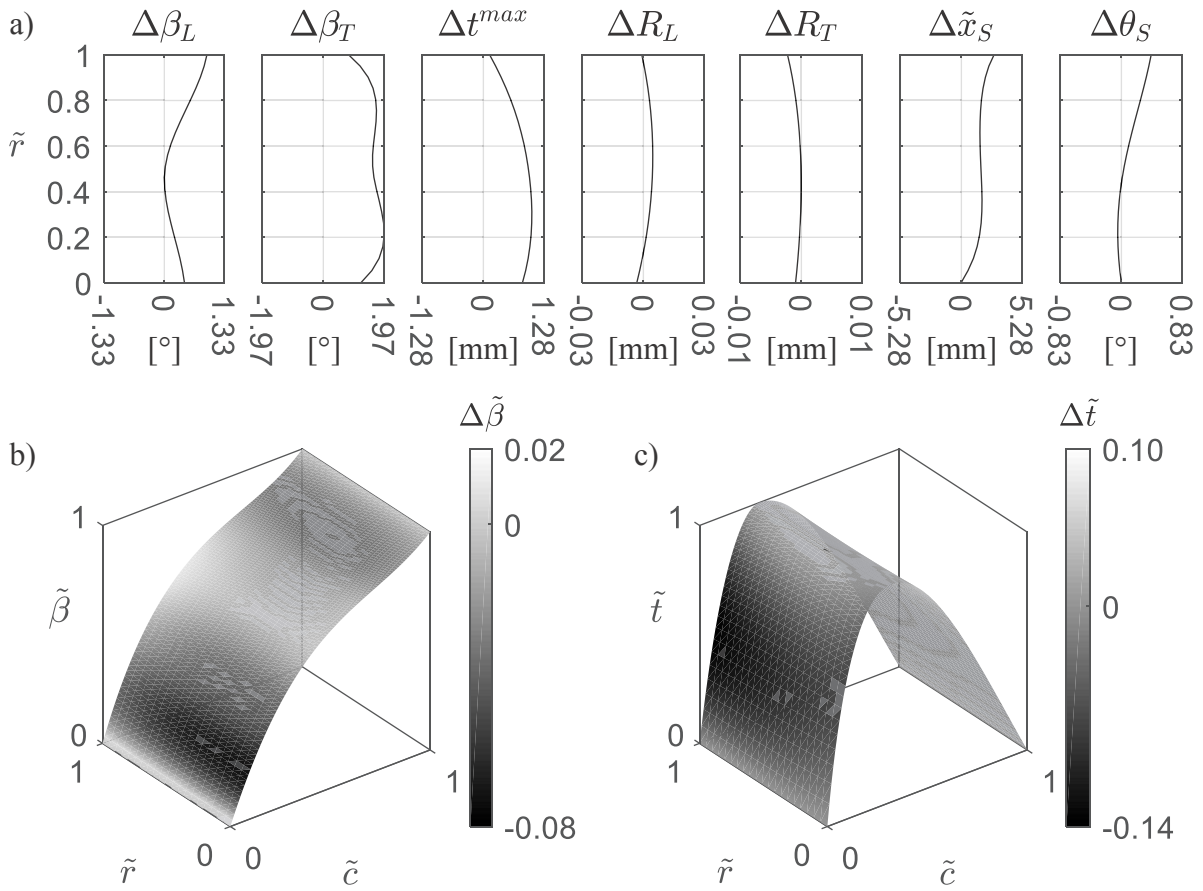 a) Δβ_L Δβ_T Δt^max ΔR_L ΔR_T Δx̃_S Δθ_S
1
0.8
r̃ 0.6
0.4
0.2
0
-1.33 0 1.33 -1.97 0 1.97 -1.28 0 1.28 -0.03 0 0.03 -0.01 0 0.01 -5.28 0 5.28 -0.83 0 0.83
[°] [°] [mm] [mm] [mm] [mm] [°]
b) Δβ̃ c) Δt̃
0.02 0.10
1 0 1 0
β̃ t̃
0 0
1 1 1 1
-0.08 -0.14
0 0 0 0
r̃ c̃ r̃ c̃